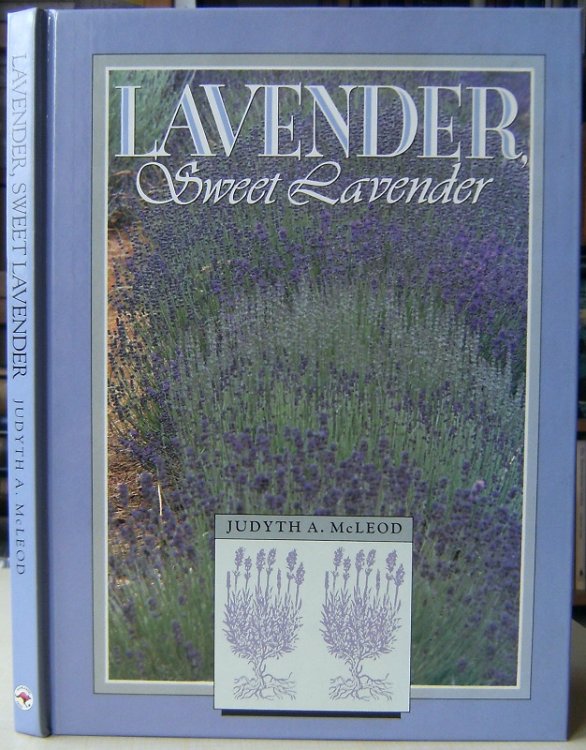 LAVENDER,
Sweet Lavender
JUDYTH A. McLEOD
LAVENDER, SWEET LAVENDER
JUDYTH A. McLEOD